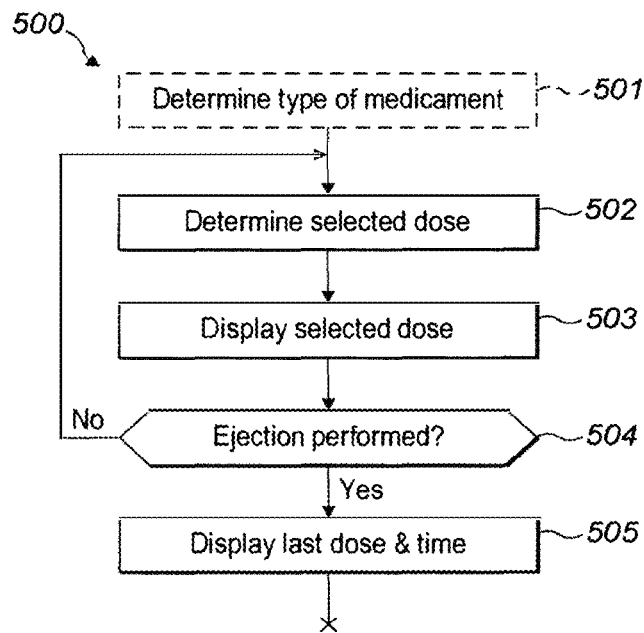 500
Determine type of medicament 501
Determine selected dose 502
Display selected dose 503
No
Ejection performed? 504
Yes
Display last dose & time 505